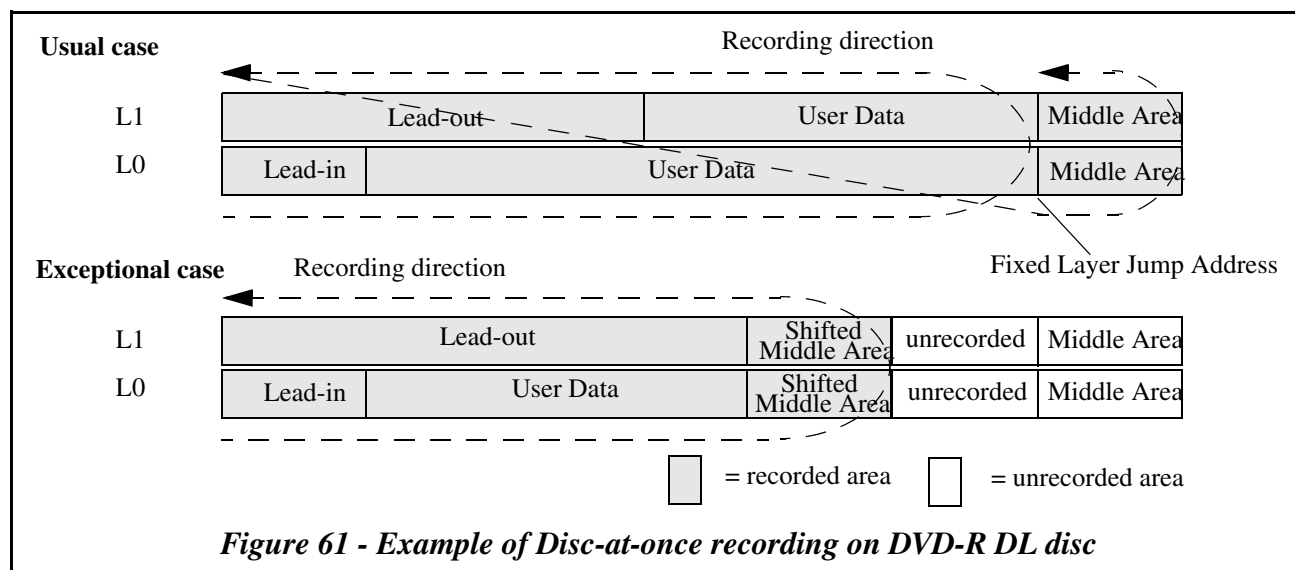 Usual case
Recording direction
L1
Lead-out
User Data
Middle Area
L0
Lead-in
User Data
Middle Area
Fixed Layer Jump Address
Exceptional case
Recording direction
L1
Lead-out
Shifted
Middle Area
unrecorded
Middle Area
L0
Lead-in
User Data
Shifted
Middle Area
unrecorded
Middle Area
= recorded area
= unrecorded area
Figure 61 - Example of Disc-at-once recording on DVD-R DL disc